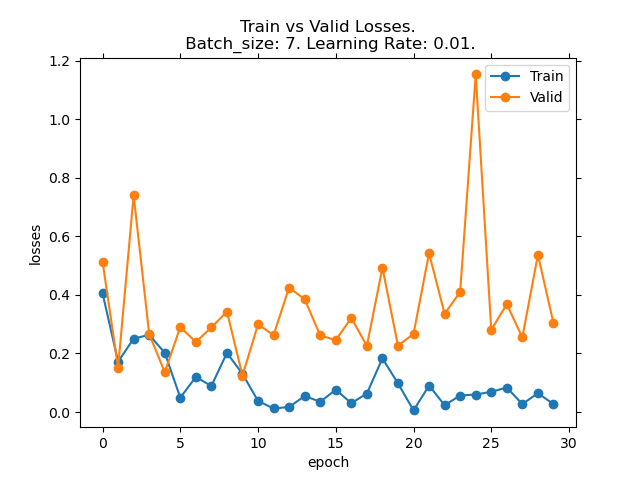 Train vs Valid Losses.
Batch_size: 7. Learning Rate: 0.01.
Train
Valid
1.2
1.0
0.8
0.6
0.4
0.2
0.0
losses
0 5 10 15 20 25 30
epoch